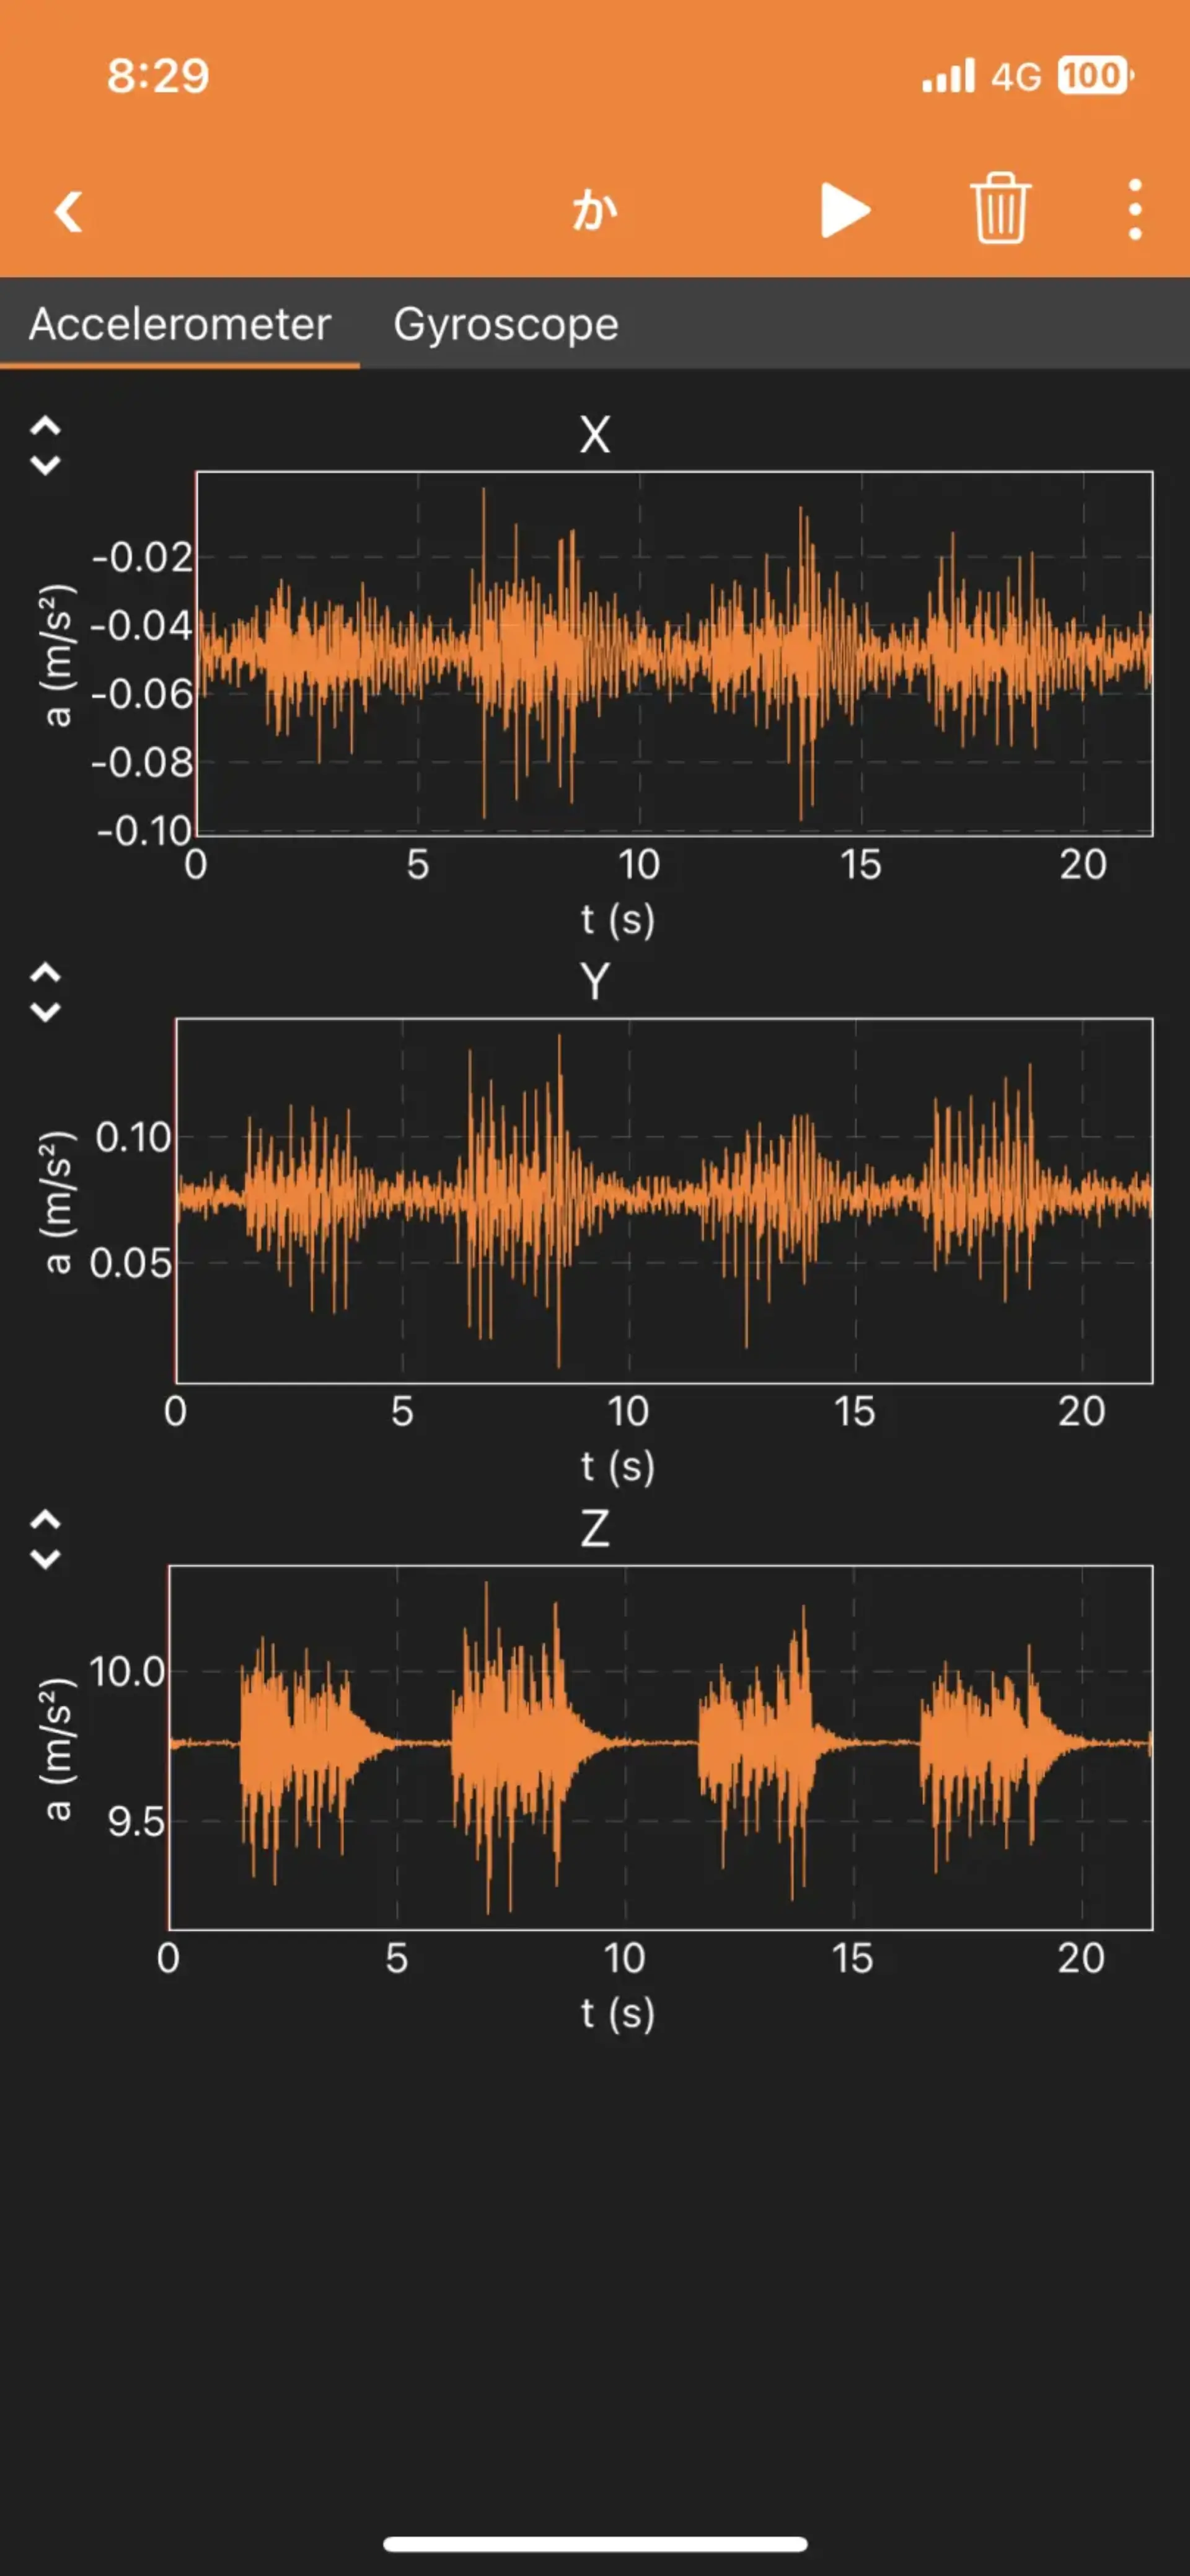 8:29 4G 100
か
Accelerometer Gyroscope
X
a (m/s²)
-0.02
-0.04
-0.06
-0.08
-0.10
0 5 10 15 20
t (s)
Y
a (m/s²)
0.10
0.05
0 5 10 15 20
t (s)
Z
a (m/s²)
10.0
9.5
0 5 10 15 20
t (s)